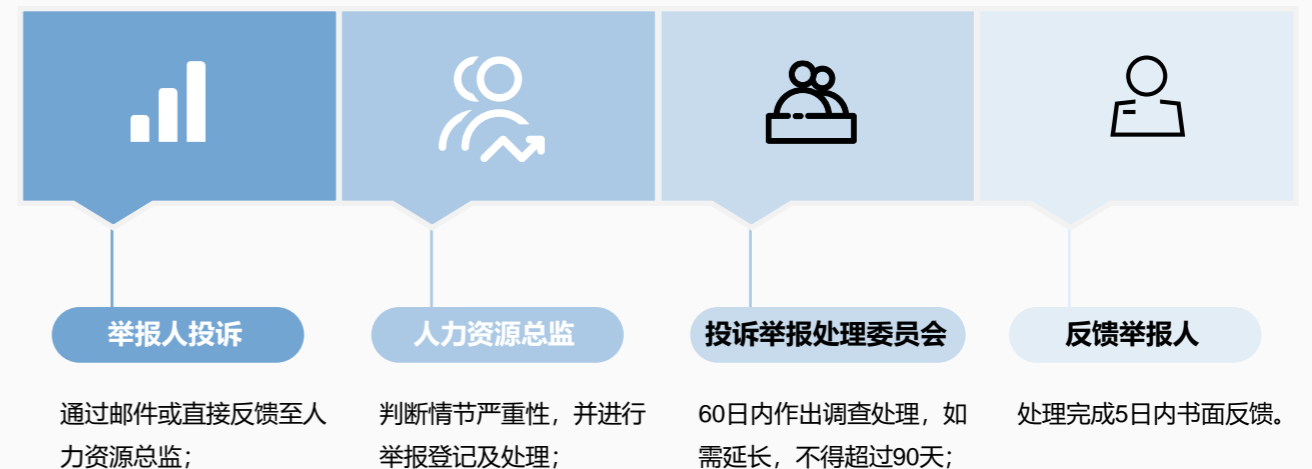 举报人投诉
人力资源总监
投诉举报处理委员会
反馈举报人
通过邮件或直接反馈至人
力资源总监；
判断情节严重性，并进行
举报登记及处理；
60日内作出调查处理，如
需延长，不得超过90天；
处理完成5日内书面反馈。